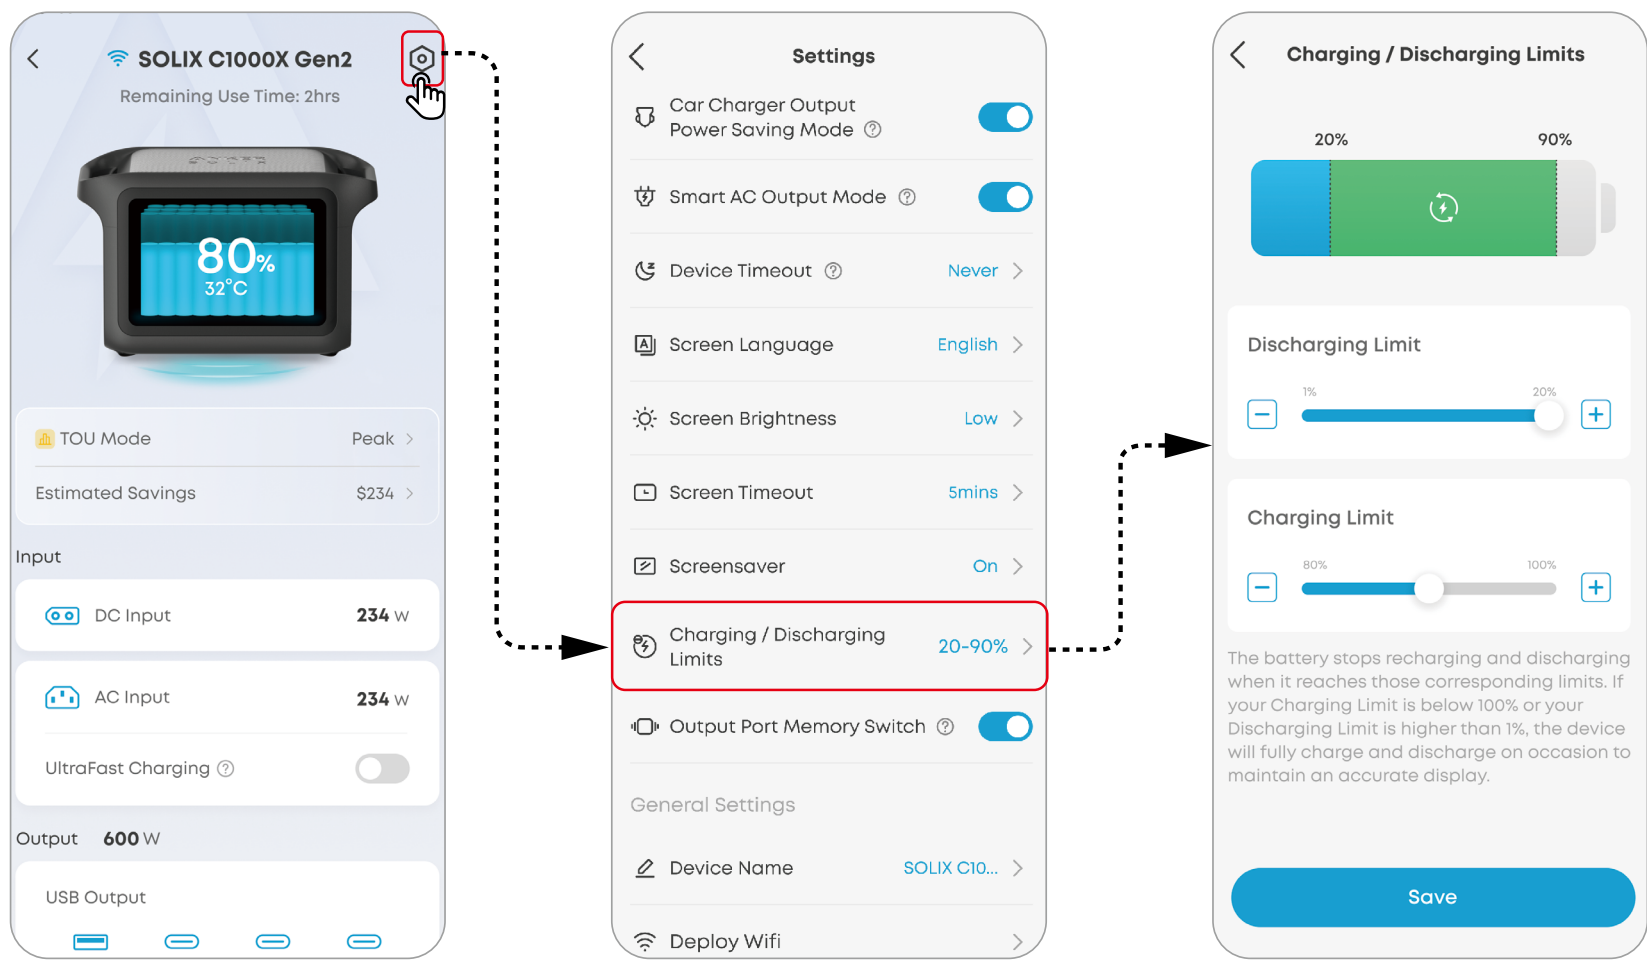 SOLIX C1000X Gen2
Remaining Use Time: 2hrs
80%
32°C
TOU Mode
Peak
Estimated Savings
$234
Input
DC Input
234 W
AC Input
234 W
UltraFast Charging ?
Output 600 W
USB Output
Settings
Car Charger Output
Power Saving Mode ?
Smart AC Output Mode ?
Device Timeout ?
Never
Screen Language
English
Screen Brightness
Low
Screen Timeout
5mins
Screensaver
On
Charging / Discharging
Limits
20-90%
Output Port Memory Switch ?
General Settings
Device Name
SOLIX C10...
Deploy Wifi
Charging / Discharging Limits
20%
90%
Discharging Limit
1%
20%
Charging Limit
80%
100%
The battery stops recharging and discharging
when it reaches those corresponding limits. If
your Charging Limit is below 100% or your
Discharging Limit is higher than 1%, the device
will fully charge and discharge on occasion to
maintain an accurate display.
Save